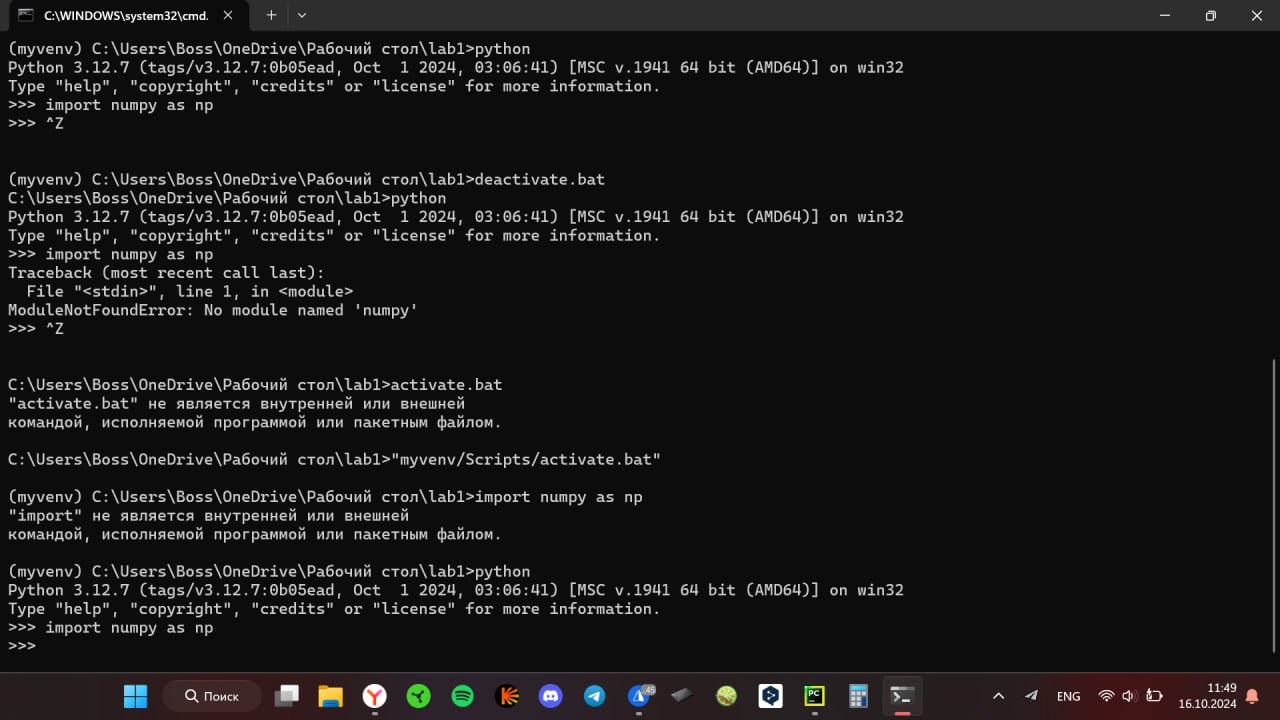 C:\WINDOWS\system32\cmd.
(myvenv) C:\Users\Boss\OneDrive\Рабочий стол\lab1>python
Python 3.12.7 (tags/v3.12.7:0b05ead, Oct  1 2024, 03:06:41) [MSC v.1941 64 bit (AMD64)] on win32
Type "help", "copyright", "credits" or "license" for more information.
>>> import numpy as np
>>> ^Z
(myvenv) C:\Users\Boss\OneDrive\Рабочий стол\lab1>deactivate.bat
C:\Users\Boss\OneDrive\Рабочий стол\lab1>python
Python 3.12.7 (tags/v3.12.7:0b05ead, Oct  1 2024, 03:06:41) [MSC v.1941 64 bit (AMD64)] on win32
Type "help", "copyright", "credits" or "license" for more information.
>>> import numpy as np
Traceback (most recent call last):
  File "<stdin>", line 1, in <module>
ModuleNotFoundError: No module named 'numpy'
>>> ^Z
C:\Users\Boss\OneDrive\Рабочий стол\lab1>activate.bat
"activate.bat" не является внутренней или внешней
командой, исполняемой программой или пакетным файлом.
C:\Users\Boss\OneDrive\Рабочий стол\lab1>"myvenv/Scripts/activate.bat"
(myvenv) C:\Users\Boss\OneDrive\Рабочий стол\lab1>import numpy as np
"import" не является внутренней или внешней
командой, исполняемой программой или пакетным файлом.
(myvenv) C:\Users\Boss\OneDrive\Рабочий стол\lab1>python
Python 3.12.7 (tags/v3.12.7:0b05ead, Oct  1 2024, 03:06:41) [MSC v.1941 64 bit (AMD64)] on win32
Type "help", "copyright", "credits" or "license" for more information.
>>> import numpy as np
>>>
Поиск
45
PC
ENG
11:49
16.10.2024